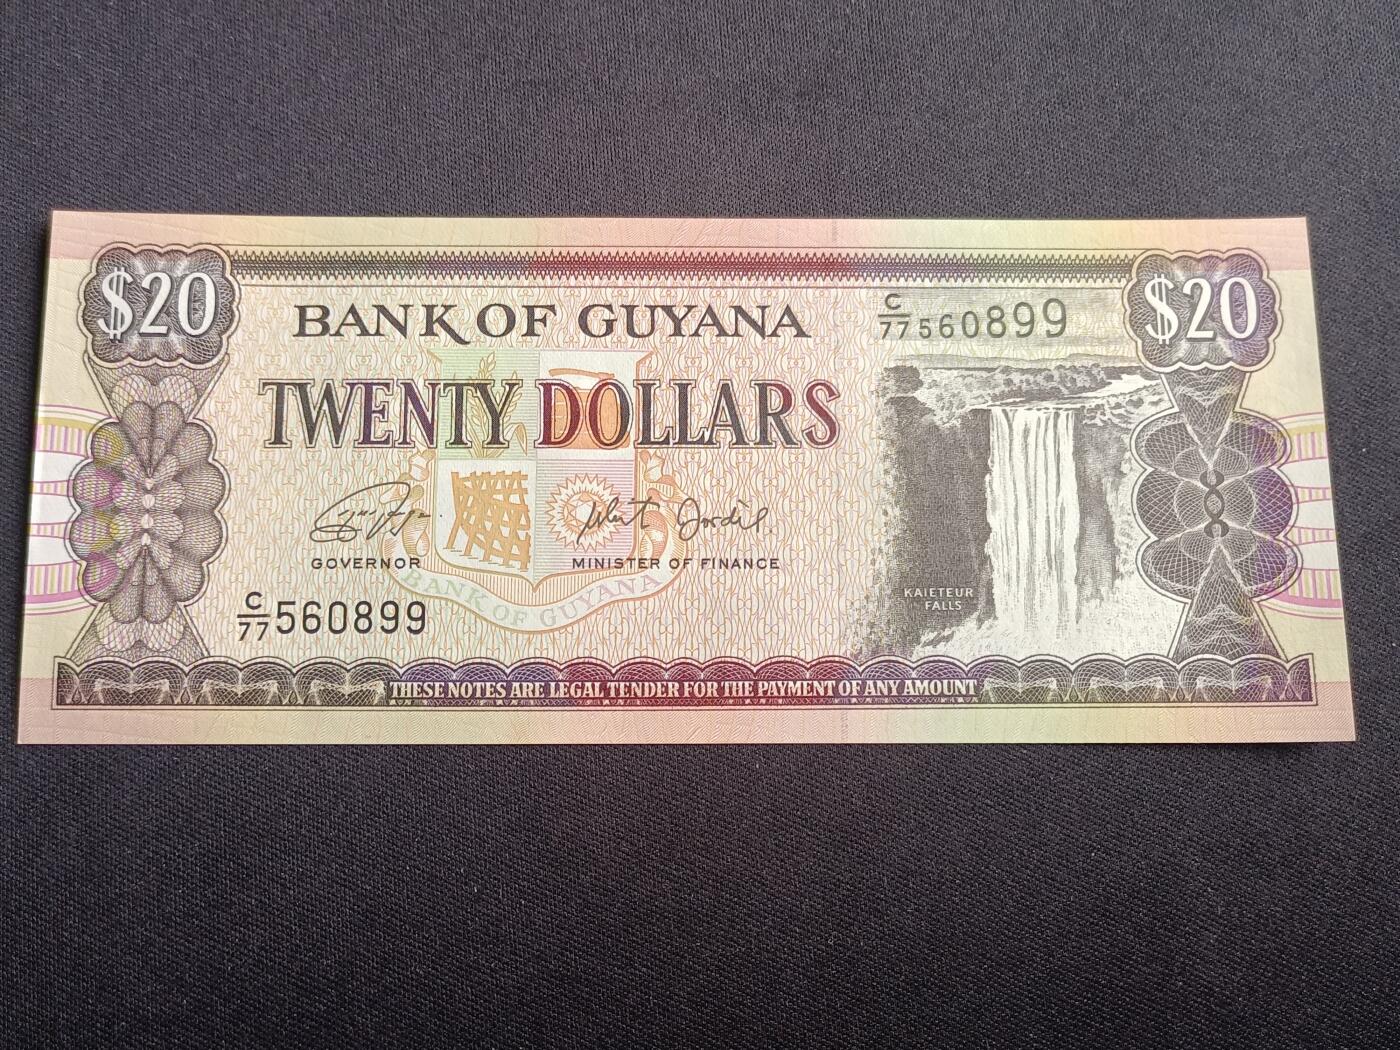 $20
BANK OF GUYANA
C/77 560899
$20
TWENTY DOLLARS
GOVERNOR
MINISTER OF FINANCE
BANK OF GUYANA
KAIETEUR
FALLS
C/77 560899
THESE NOTES ARE LEGAL TENDER FOR THE PAYMENT OF ANY AMOUNT